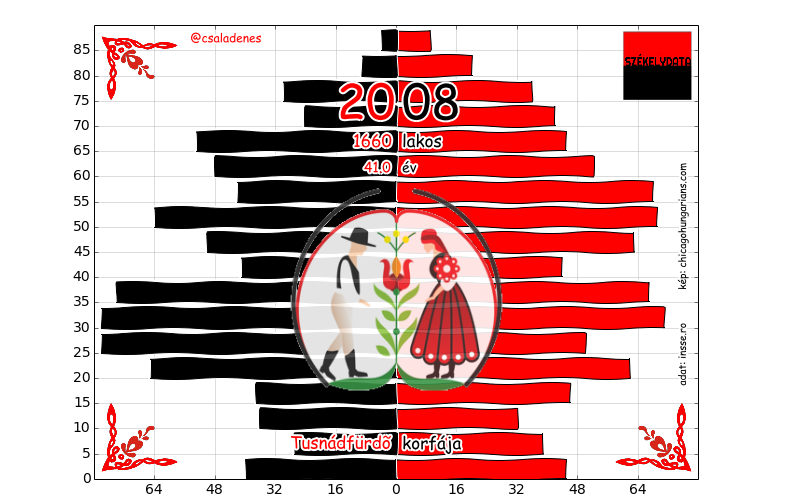 @csaladenes
SZÉKELYDATA
2008
1660 lakos
41,0 év
kép: chicagohungarians.com
adat: insse.ro
Tusnádfürdő korfája
85
80
75
70
65
60
55
50
45
40
35
30
25
20
15
10
5
0
64 48 32 16 0 16 32 48 64